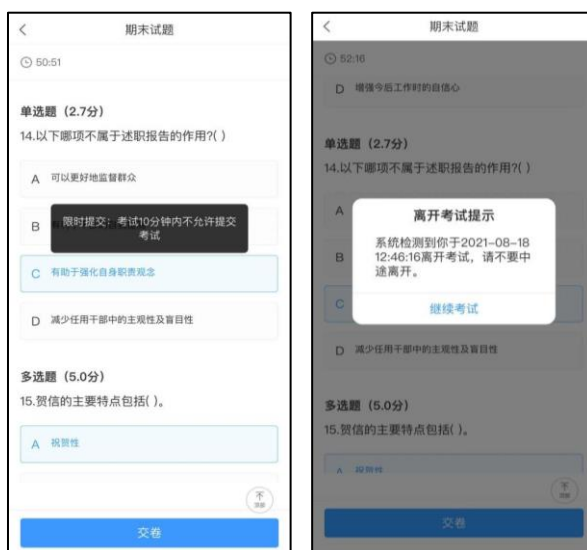 期末试题
50:51
单选题（2.7分）
14.以下哪项不属于述职报告的作用?( )
A 可以更好地监督群众
B
限时提交：考试10分钟内不允许提交
考试
C 有助于强化自身职责观念
D 减少任用干部中的主观性及盲目性
多选题（5.0分）
15.贺信的主要特点包括( )。
A 祝贺性
顶部
交卷
期末试题
52:16
D 增强今后工作时的自信心
单选题（2.7分）
14.以下哪项不属于述职报告的作用?( )
A
离开考试提示
B
系统检测到你于2021-08-18
12:46:16离开考试，请不要中
途离开。
C
继续考试
D 减少任用干部中的主观性及盲目性
多选题（5.0分）
15.贺信的主要特点包括( )。
A 祝贺性
顶部
交卷